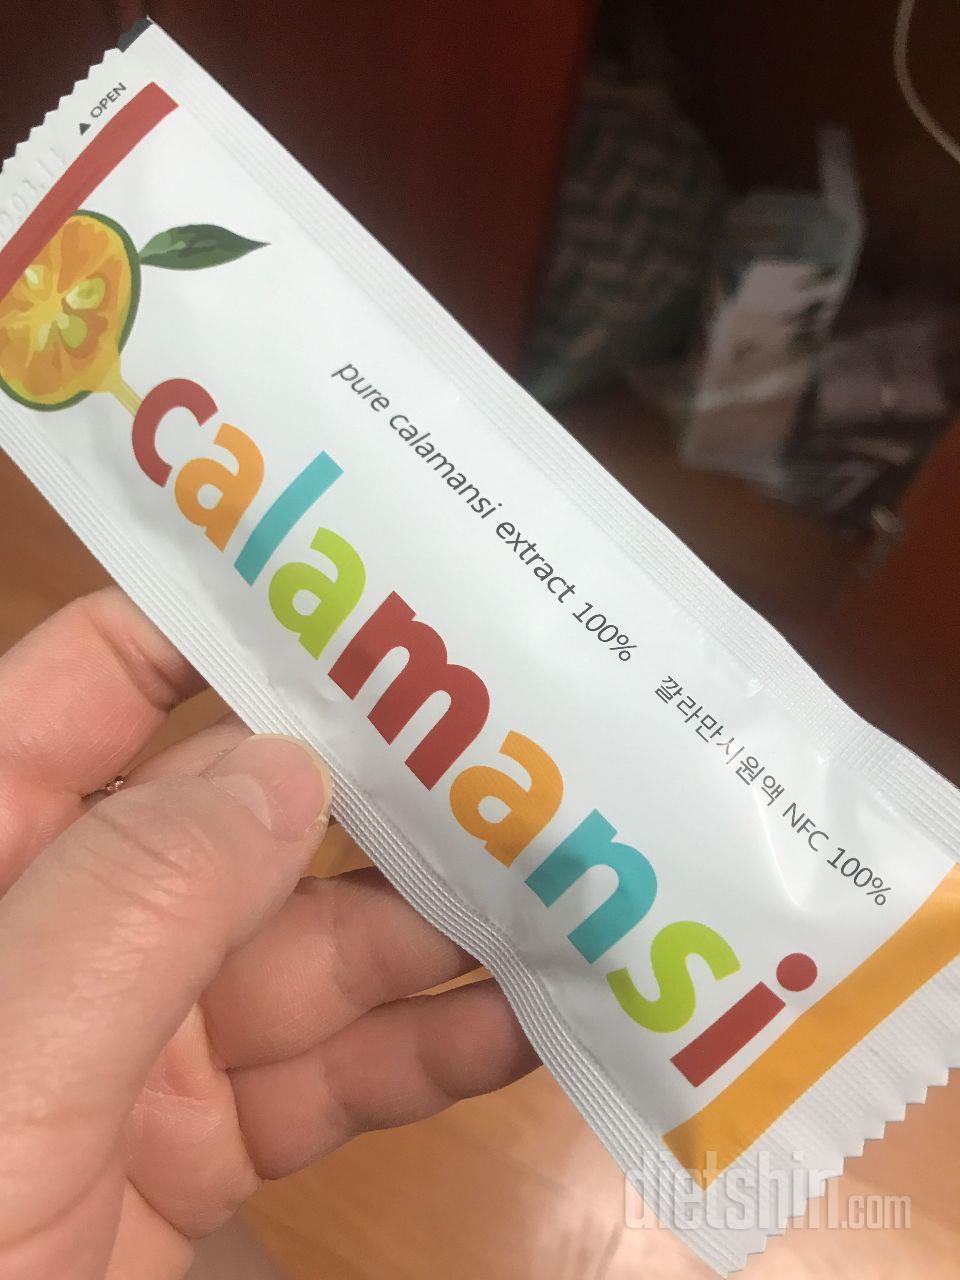 ▲ OPEN
pure calamansi extract 100% 깔라만시원액 NFC 100%
calamansi
dietshin.com